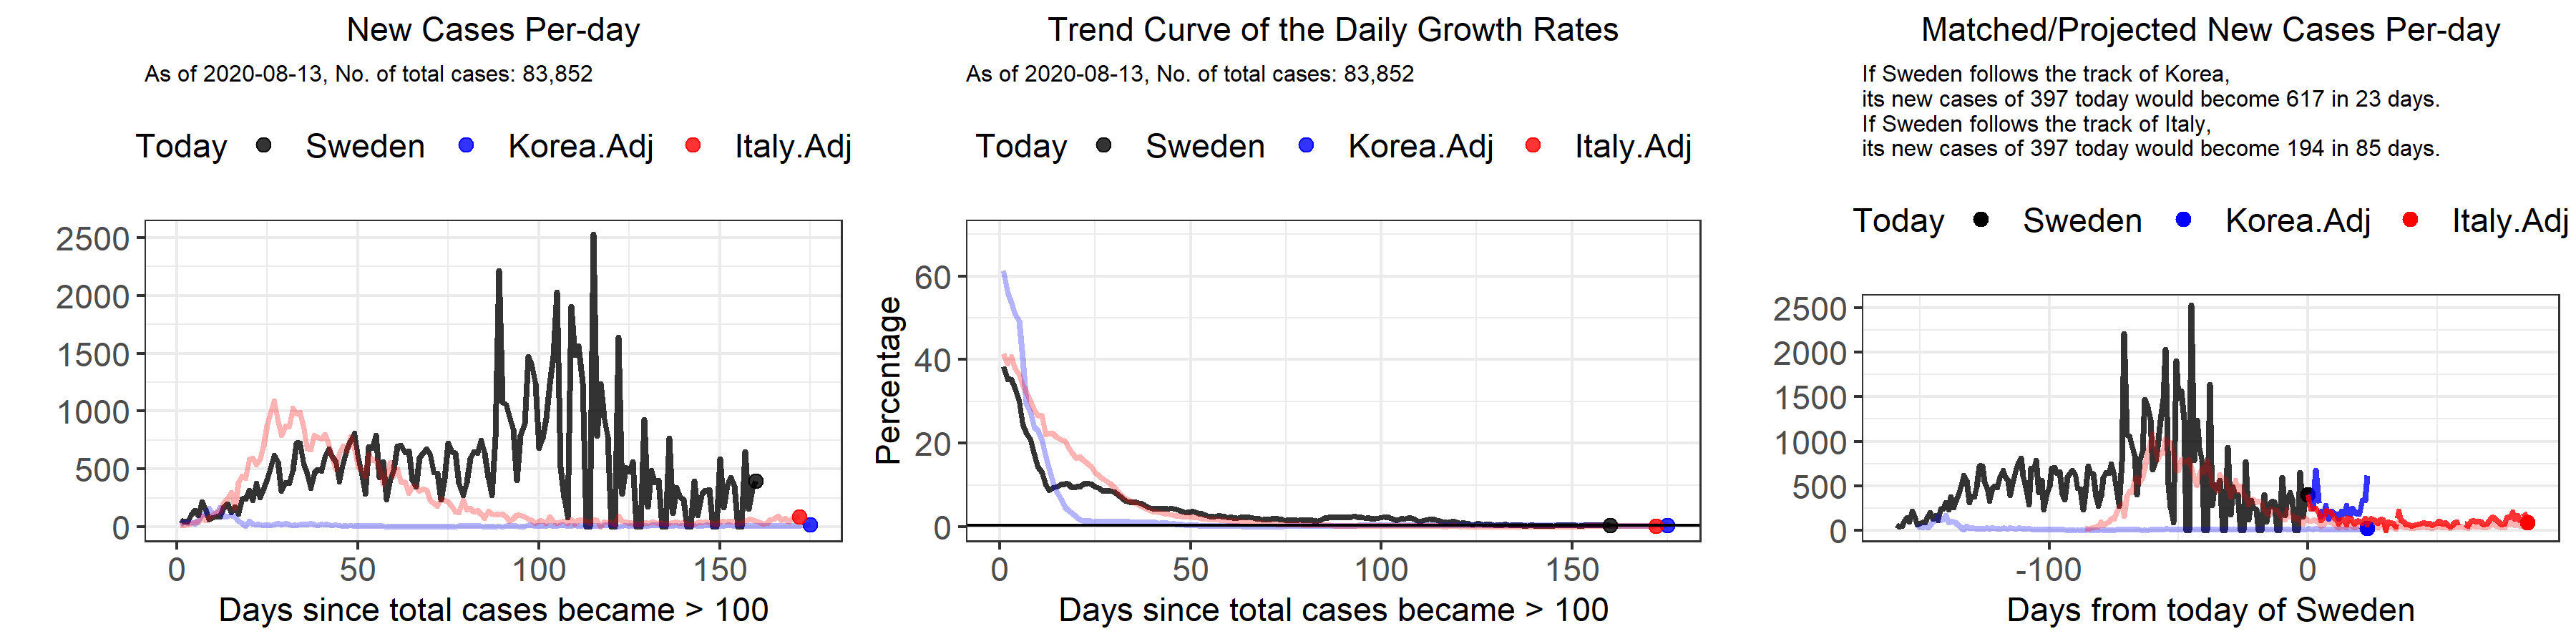 New Cases Per-day
As of 2020-08-13, No. of total cases: 83,852
Today Sweden Korea.Adj Italy.Adj
2500
2000
1500
1000
500
0
0 50 100 150
Days since total cases became > 100
Trend Curve of the Daily Growth Rates
As of 2020-08-13, No. of total cases: 83,852
Today Sweden Korea.Adj Italy.Adj
Percentage
60
40
20
0
0 50 100 150
Days since total cases became > 100
Matched/Projected New Cases Per-day
If Sweden follows the track of Korea,
its new cases of 397 today would become 617 in 23 days.
If Sweden follows the track of Italy,
its new cases of 397 today would become 194 in 85 days.
Today Sweden Korea.Adj Italy.Adj
2500
2000
1500
1000
500
0
-100 0
Days from today of Sweden